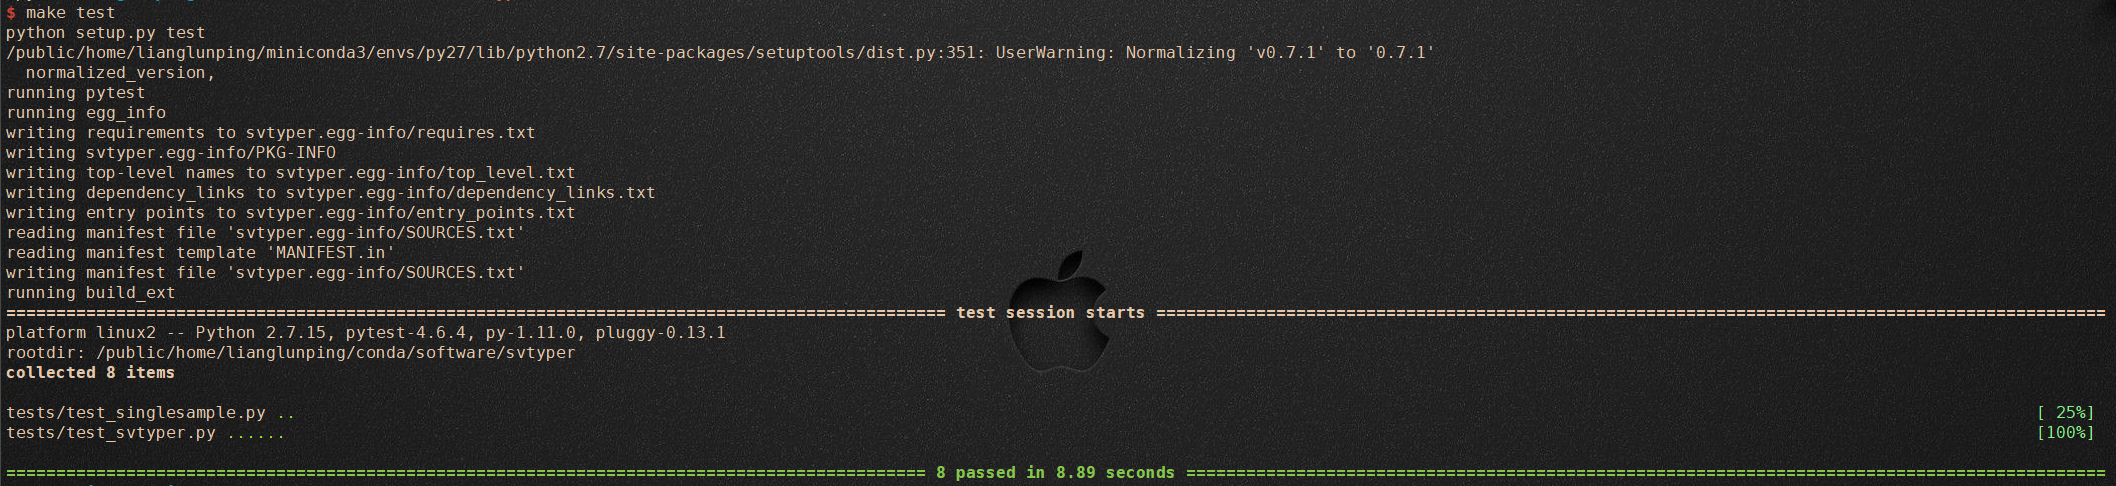 $ make test
python setup.py test
/public/home/lianglunping/miniconda3/envs/py27/lib/python2.7/site-packages/setuptools/dist.py:351: UserWarning: Normalizing 'v0.7.1' to '0.7.1'
  normalized_version,
running pytest
running egg_info
writing requirements to svtyper.egg-info/requires.txt
writing svtyper.egg-info/PKG-INFO
writing top-level names to svtyper.egg-info/top_level.txt
writing dependency_links to svtyper.egg-info/dependency_links.txt
writing entry points to svtyper.egg-info/entry_points.txt
reading manifest file 'svtyper.egg-info/SOURCES.txt'
reading manifest template 'MANIFEST.in'
writing manifest file 'svtyper.egg-info/SOURCES.txt'
running build_ext
============================================================================================== test session starts ===============================================================================================
platform linux2 -- Python 2.7.15, pytest-4.6.4, py-1.11.0, pluggy-0.13.1
rootdir: /public/home/lianglunping/conda/software/svtyper
collected 8 items
tests/test_singlesample.py .. [ 25%]
tests/test_svtyper.py ...... [100%]
============================================================================================ 8 passed in 8.89 seconds ============================================================================================